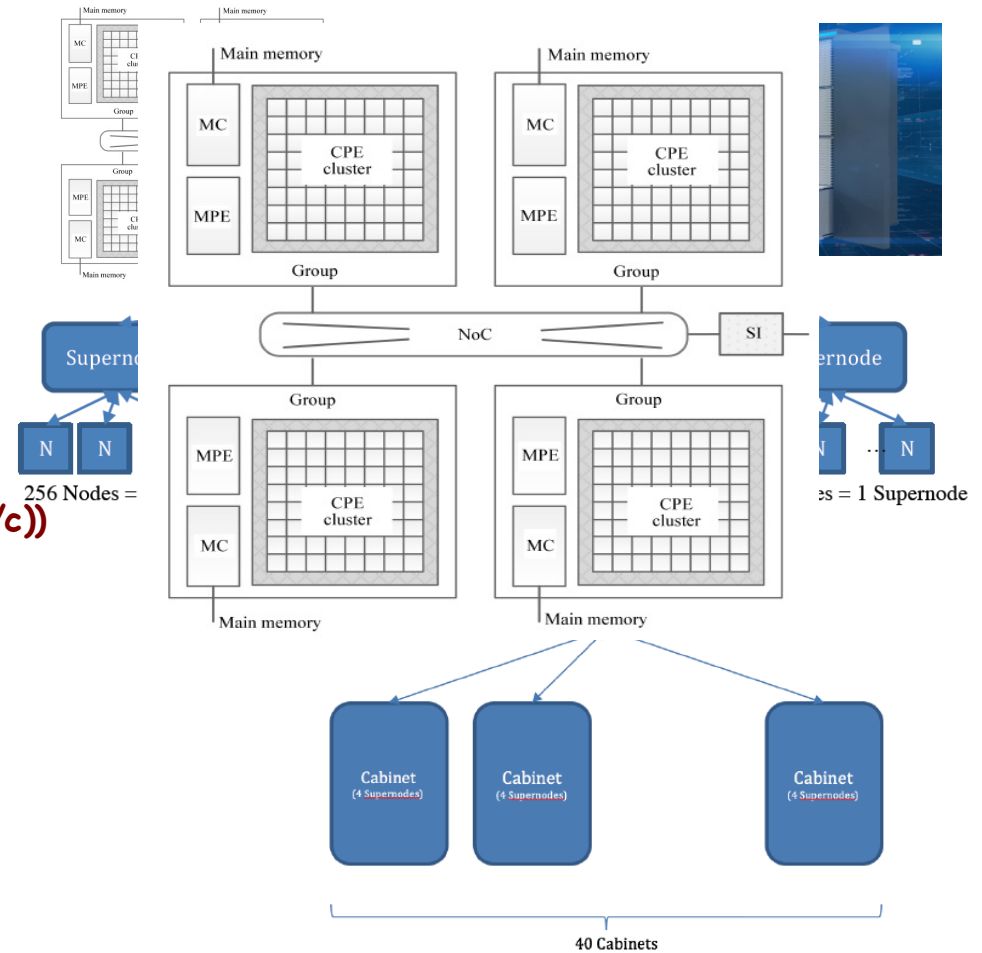 Main memory
Main memory
MC
MPE
Group
Group
MPE
MC
Main memory
Main memory
Main memory
MC
CPE
cluster
MPE
Group
MC
CPE
cluster
MPE
Group
NoC
SI
Group
MPE
CPE
cluster
MC
Group
MPE
CPE
cluster
MC
Main memory
Main memory
N
N
N
N
256 Nodes =
= 1 Supernode
/c))
Cabinet
(4 Supernodes)
Cabinet
(4 Supernodes)
Cabinet
(4 Supernodes)
40 Cabinets